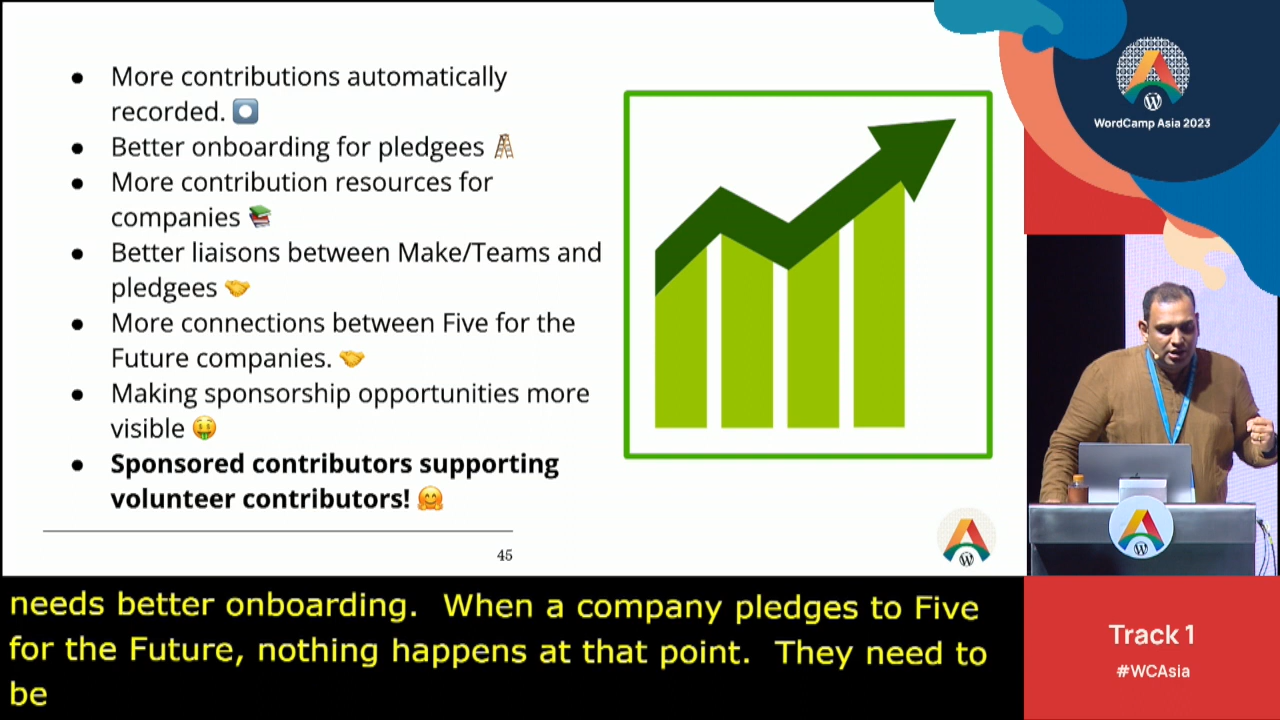 ● More contributions automatically
recorded. ⏺️
● Better onboarding for pledgees 🪜
● More contribution resources for
companies 📚
● Better liaisons between Make/Teams and
pledgees 🤝
● More connections between Five for the
Future companies. 🤝
● Making sponsorship opportunities more
visible 🤑
● Sponsored contributors supporting
volunteer contributors! 🤗
45
WordCamp Asia 2023
needs better onboarding.  When a company pledges to Five
for the Future, nothing happens at that point.  They need to
be
Track 1
#WCAsia